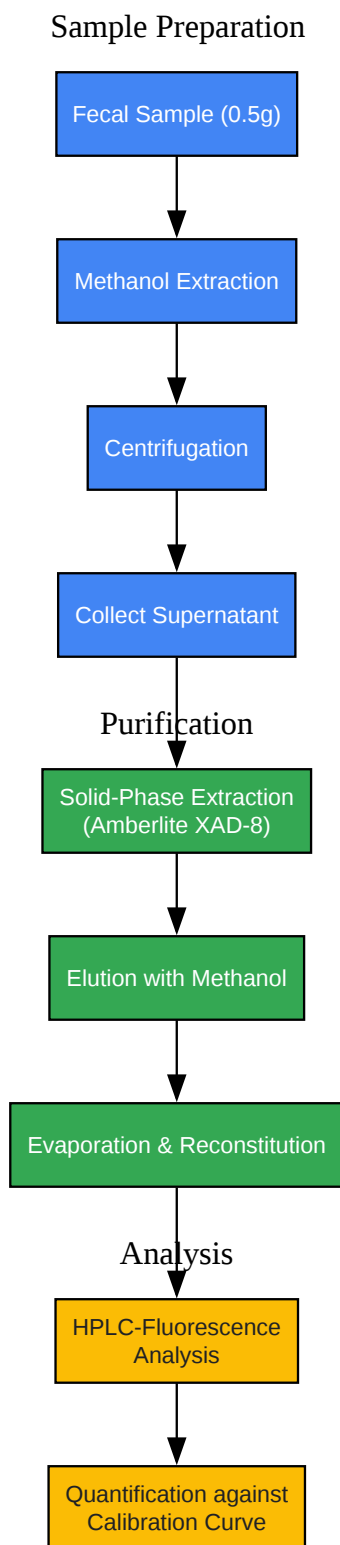 Sample Preparation
Fecal Sample (0.5g)
Methanol Extraction
Centrifugation
Collect Supernatant
Purification
Solid-Phase Extraction
(Amberlite XAD-8)
Elution with Methanol
Evaporation & Reconstitution
Analysis
HPLC-Fluorescence
Analysis
Quantification against
Calibration Curve